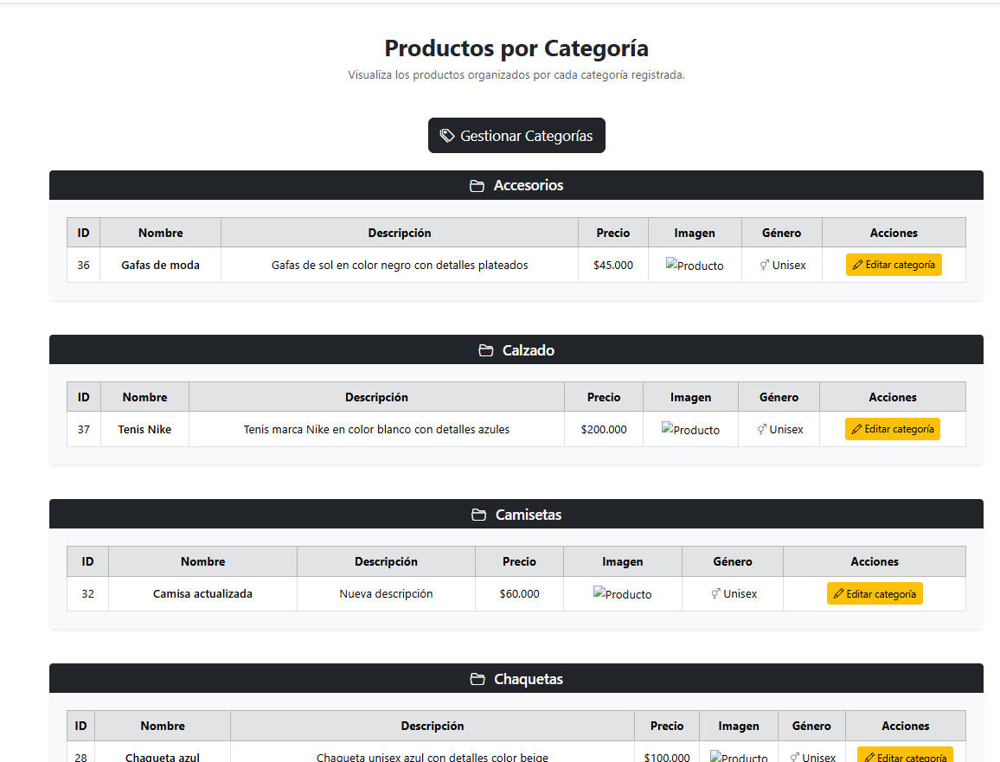 Productos por Categoría
Visualiza los productos organizados por cada categoría registrada.
Gestionar Categorías
Accesorios
ID Nombre Descripción Precio Imagen Género Acciones
36 Gafas de moda Gafas de sol en color negro con detalles plateados $45.000 Producto Unisex Editar categoría
Calzado
ID Nombre Descripción Precio Imagen Género Acciones
37 Tenis Nike Tenis marca Nike en color blanco con detalles azules $200.000 Producto Unisex Editar categoría
Camisetas
ID Nombre Descripción Precio Imagen Género Acciones
32 Camisa actualizada Nueva descripción $60.000 Producto Unisex Editar categoría
Chaquetas
ID Nombre Descripción Precio Imagen Género Acciones
28 Chaqueta azul Chaqueta unisex azul con detalles color beige $100.000 Producto Unisex Editar categoría